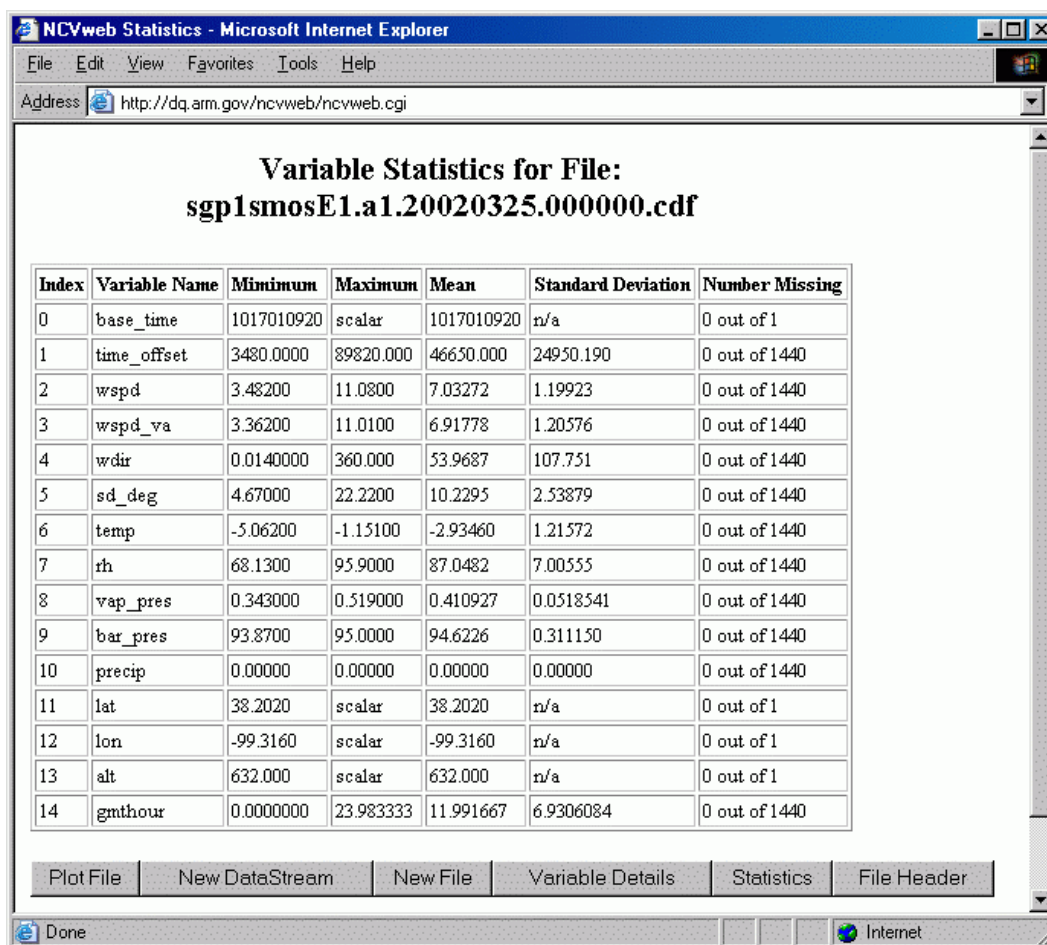 NCVweb Statistics - Microsoft Internet Explorer
File Edit View Favorites Tools Help
Address http://dq.arm.gov/ncvweb/ncvweb.cgi
Variable Statistics for File:
sgp1smosE1.a1.20020325.000000.cdf
Index Variable Name Mimimum Maximum Mean Standard Deviation Number Missing
0 base_time 1017010920 scalar 1017010920 n/a 0 out of 1
1 time_offset 3480.0000 89820.000 46650.000 24950.190 0 out of 1440
2 wspd 3.48200 11.0800 7.03272 1.19923 0 out of 1440
3 wspd_va 3.36200 11.0100 6.91778 1.20576 0 out of 1440
4 wdir 0.0140000 360.000 53.9687 107.751 0 out of 1440
5 sd_deg 4.67000 22.2200 10.2295 2.53879 0 out of 1440
6 temp -5.06200 -1.15100 -2.93460 1.21572 0 out of 1440
7 rh 68.1300 95.9000 87.0482 7.00555 0 out of 1440
8 vap_pres 0.343000 0.519000 0.410927 0.0518541 0 out of 1440
9 bar_pres 93.8700 95.0000 94.6226 0.311150 0 out of 1440
10 precip 0.00000 0.00000 0.00000 0.00000 0 out of 1440
11 lat 38.2020 scalar 38.2020 n/a 0 out of 1
12 lon -99.3160 scalar -99.3160 n/a 0 out of 1
13 alt 632.000 scalar 632.000 n/a 0 out of 1
14 gmthour 0.0000000 23.983333 11.991667 6.9306084 0 out of 1440
Plot File New DataStream New File Variable Details Statistics File Header
Done Internet